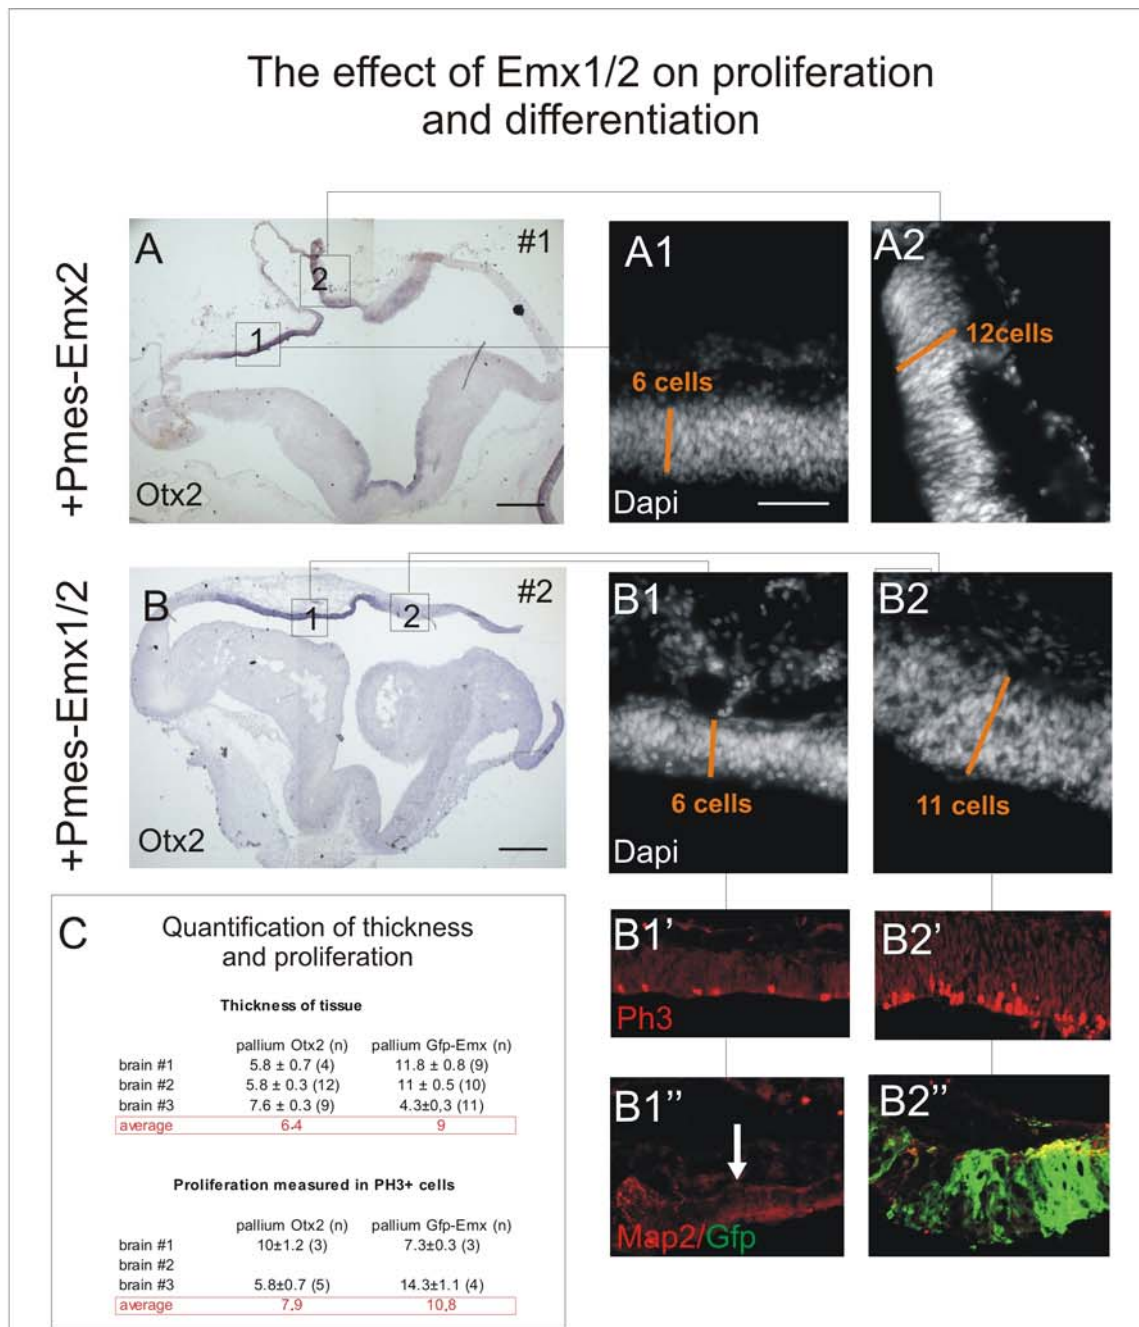 The effect of Emx1/2 on proliferation
and differentiation
+Pmes-Emx2
A
#1
2
1
Otx2
A1
6 cells
Dapi
A2
12cells
+Pmes-Emx1/2
B
#2
1
2
Otx2
B1
6 cells
Dapi
B2
11 cells
B1'
Ph3
B2'
B1"
Map2/Gfp
B2"
C
Quantification of thickness
and proliferation
Thickness of tissue
pallium Otx2 (n) pallium Gfp-Emx (n)
brain #1 5.8 ± 0.7 (4) 11.8 ± 0.8 (9)
brain #2 5.8 ± 0.3 (12) 11 ± 0.5 (10)
brain #3 7.6 ± 0.3 (9) 4.3±0,3 (11)
average 6.4 9
Proliferation measured in PH3+ cells
pallium Otx2 (n) pallium Gfp-Emx (n)
brain #1 10±1.2 (3) 7.3±0.3 (3)
brain #2
brain #3 5.8±0.7 (5) 14.3±1.1 (4)
average 7.9 10,8